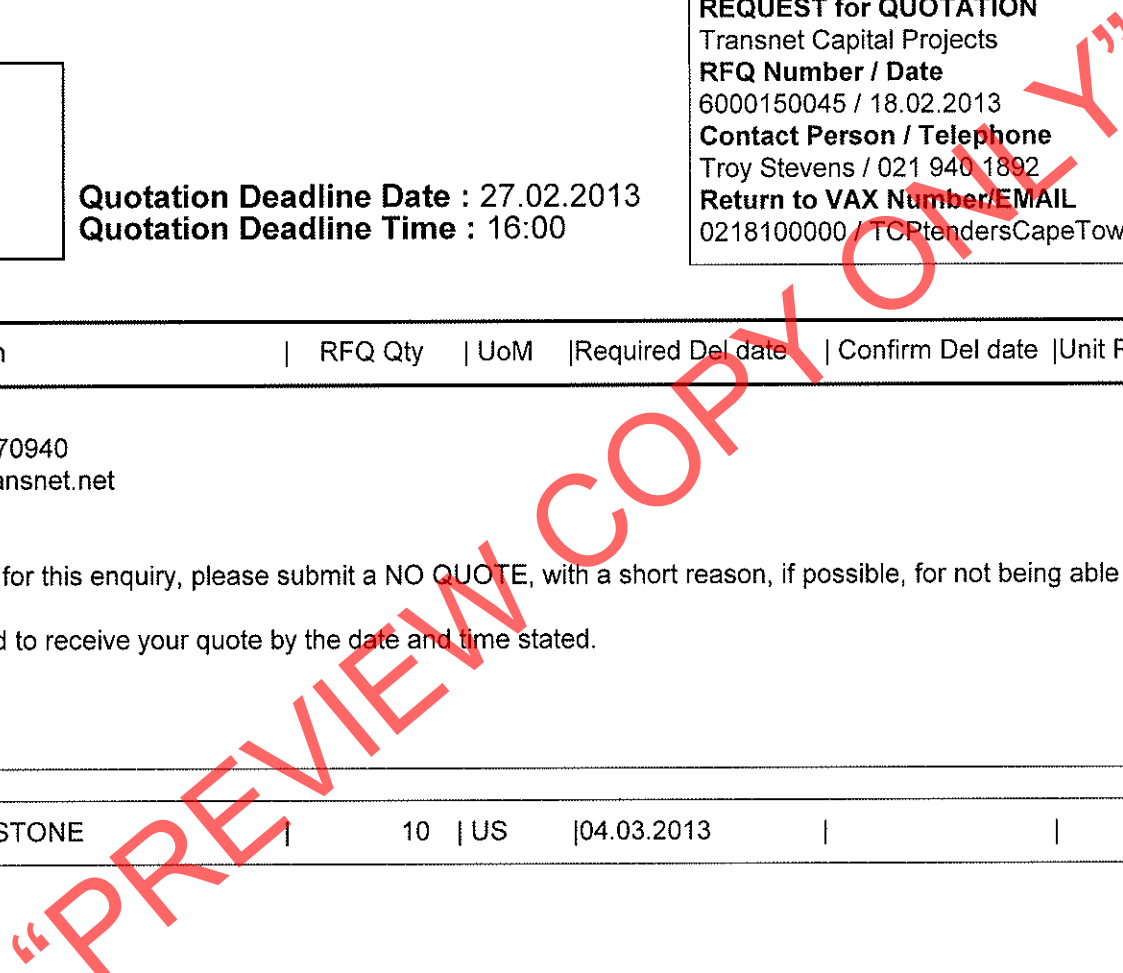 REQUEST for QUOTATION
Transnet Capital Projects
RFQ Number / Date
6000150045 / 18.02.2013
Contact Person / Telephone
Troy Stevens / 021 940 1892
Return to VAX Number/EMAIL
0218100000 / TCPtendersCapeTow
Quotation Deadline Date : 27.02.2013
Quotation Deadline Time : 16:00
n | RFQ Qty | UoM |Required Del date | Confirm Del date |Unit P
70940
ansnet.net
for this enquiry, please submit a NO QUOTE, with a short reason, if possible, for not being able
d to receive your quote by the date and time stated.
STONE | 10 | US |04.03.2013 | |
“PREVIEW COPY ONLY”